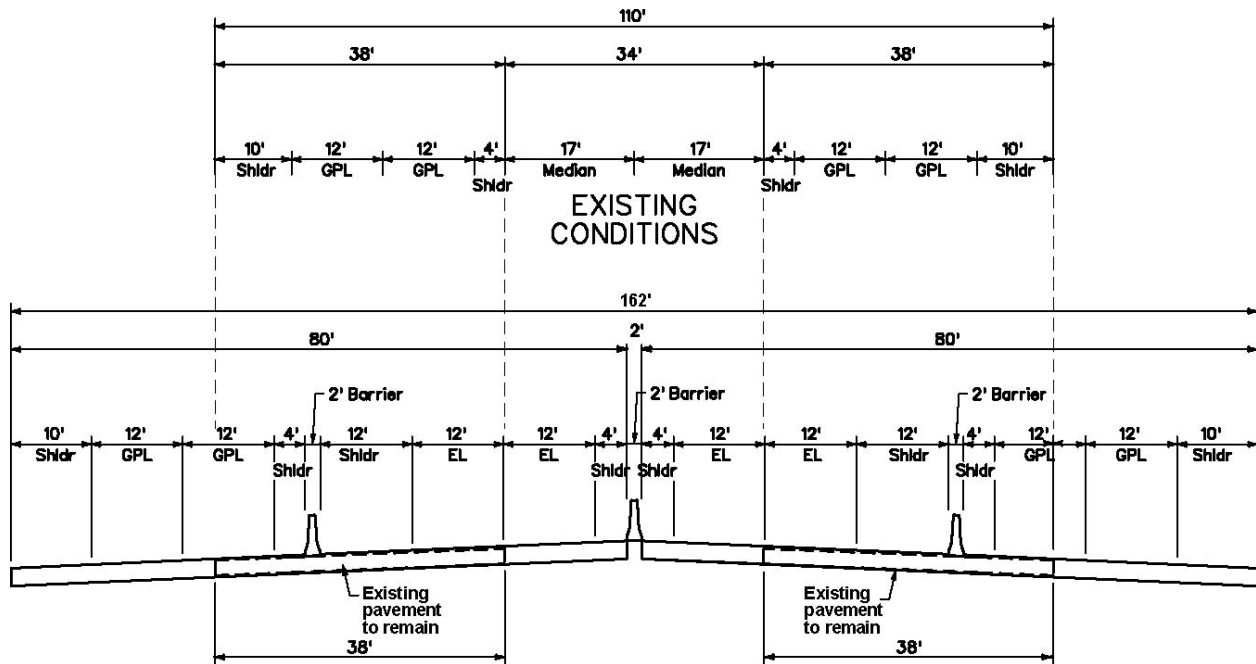 110'
38' 34' 38'
10' 12' 12' 4' 17' 17' 4' 12' 12' 10'
Shldr GPL GPL Shldr Median Median Shldr GPL GPL Shldr
EXISTING
CONDITIONS
162'
80' 2' 80'
2' Barrier 2' Barrier 2' Barrier
10' 12' 12' 4' 12' 12' 12' 4' 4' 12' 12' 12' 4' 12' 12' 10'
Shldr GPL GPL Shldr Shldr EL EL Shldr Shldr EL EL Shldr Shldr GPL GPL Shldr
Existing
pavement
to remain
Existing
pavement
to remain
38' 38'